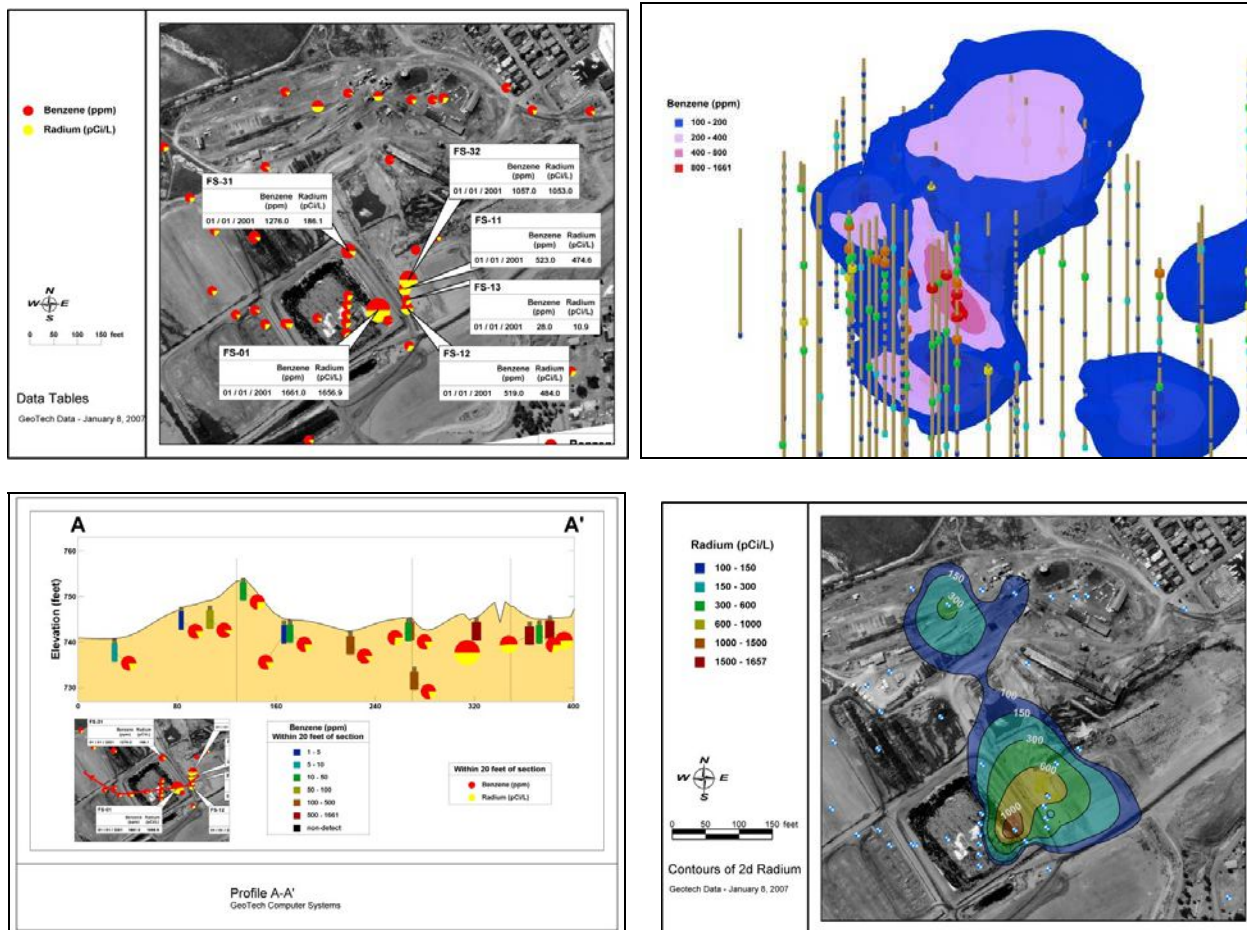 Benzene (ppm)
Radium (pCi/L)
FS-32
Benzene Radium
(ppm) (pCi/L)
01 / 01 / 2001 1057.0 1053.0
FS-31
Benzene Radium
(ppm) (pCi/L)
01 / 01 / 2001 1276.0 186.1
FS-11
Benzene Radium
(ppm) (pCi/L)
01 / 01 / 2001 523.0 474.6
FS-13
Benzene Radium
(ppm) (pCi/L)
01 / 01 / 2001 28.0 10.9
FS-01
Benzene Radium
(ppm) (pCi/L)
01 / 01 / 2001 1661.0 1656.9
FS-12
Benzene Radium
(ppm) (pCi/L)
01 / 01 / 2001 519.0 484.0
N
W E
S
0 50 100 150 feet
Data Tables
GeoTech Data - January 8, 2007
Benzene (ppm)
100 - 200
200 - 400
400 - 800
800 - 1661
A A'
Elevation (feet)
760
750
740
730
0 80 160 240 320 400
FS-31
FS-01
FS-12
Benzene (ppm)
Within 20 feet of section
1 - 5
5 - 10
10 - 50
50 - 100
100 - 500
500 - 1661
non-detect
Within 20 feet of section
Benzene (ppm)
Radium (pCi/L)
Profile A-A'
GeoTech Computer Systems
Radium (pCi/L)
100 - 150
150 - 300
300 - 600
600 - 1000
1000 - 1500
1500 - 1657
150
300
100
150
300
600
1000
N
W E
S
0 50 100 150 feet
Contours of 2d Radium
Geotech Data - January 8, 2007